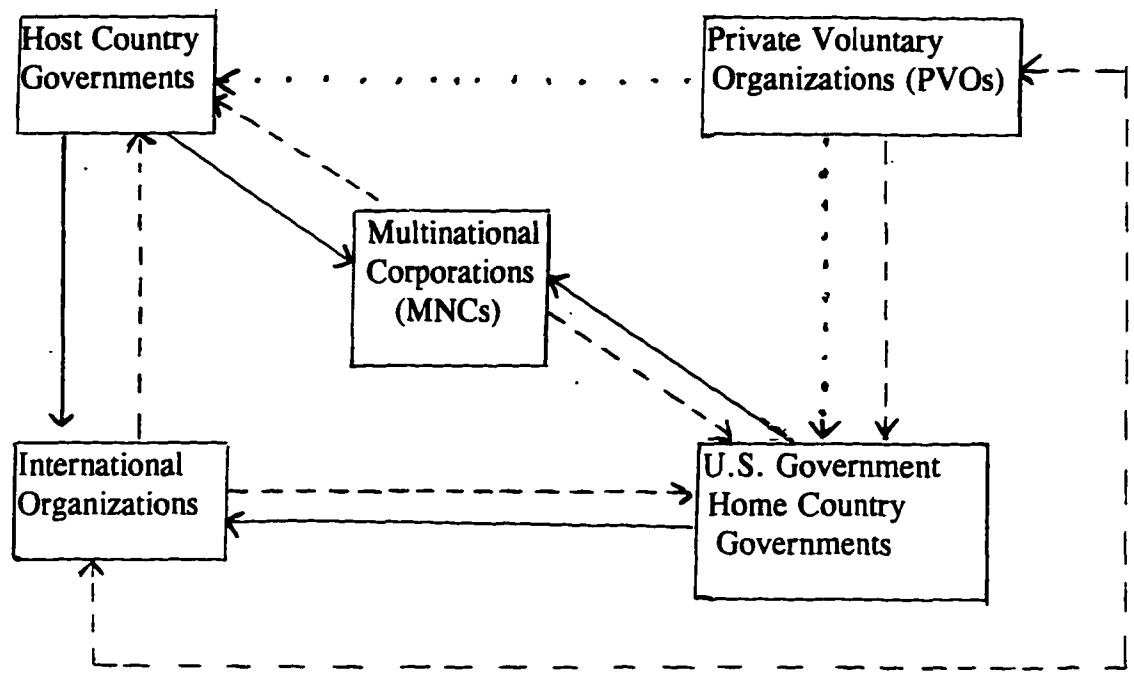 Host Country
Governments
Private Voluntary
Organizations (PVOs)
Multinational
Corporations
(MNCs)
International
Organizations
U.S. Government
Home Country
Governments